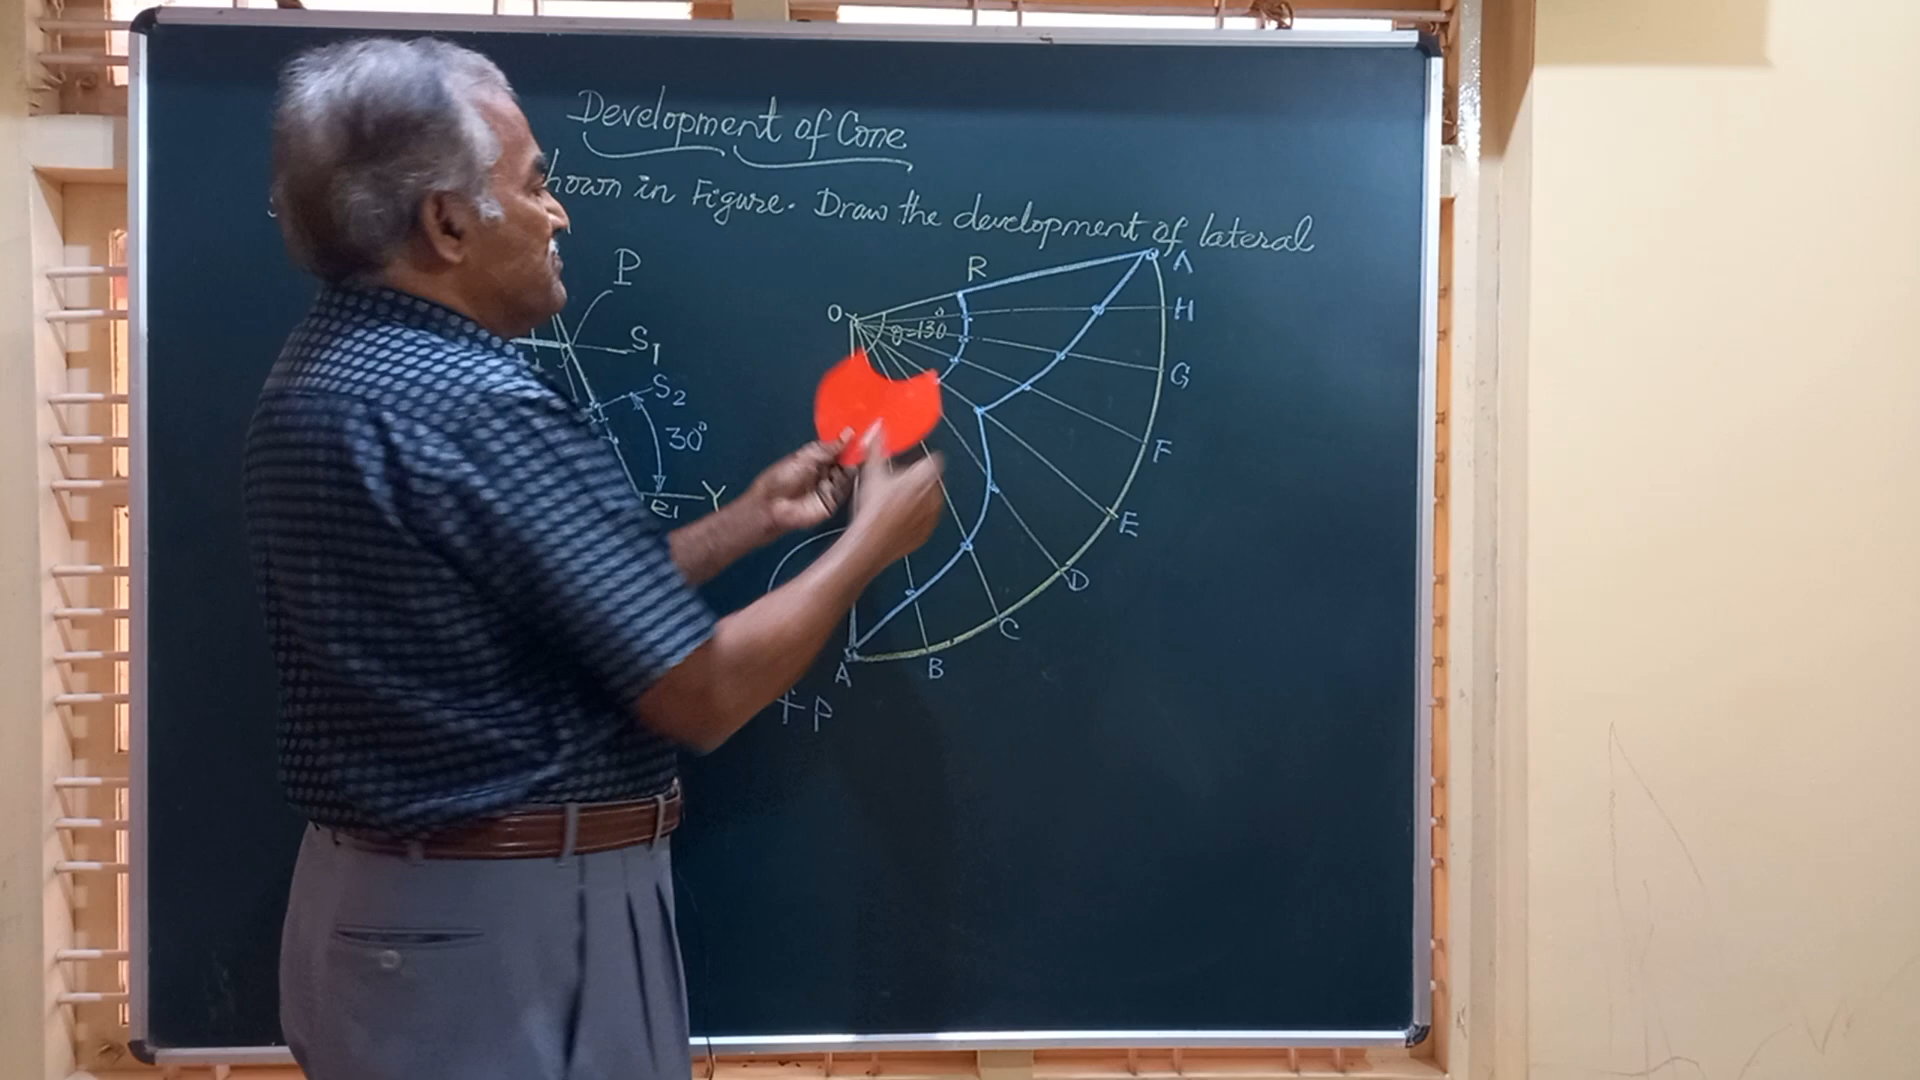 Development of Cone
hown in Figure. Draw the development of lateral
P
R
A
H
O
θ=130°
S1
S2
30°
G
F
Y
E
D
C
A
B
P